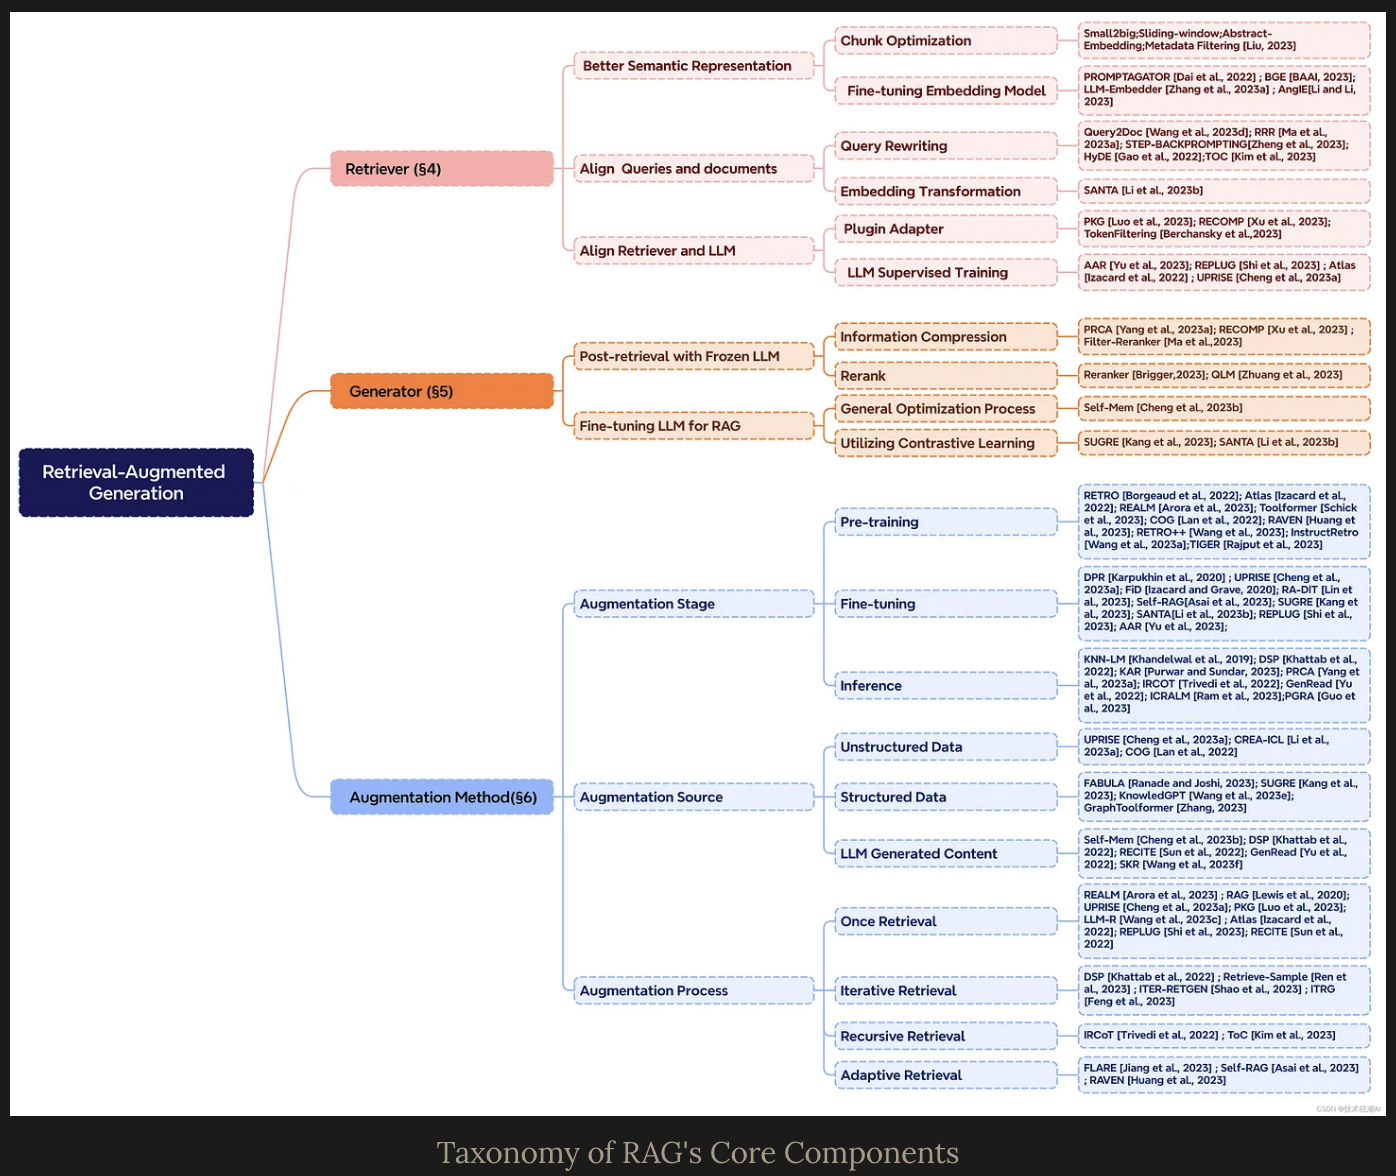 Retrieval-Augmented
Generation
Retriever (§4)
Better Semantic Representation
Chunk Optimization
Small2big;Sliding-window;Abstract-
Embedding;Metadata Filtering [Liu, 2023]
Fine-tuning Embedding Model
PROMPTAGATOR [Dai et al., 2022] ; BGE [BAAI, 2023];
LLM-Embedder [Zhang et al., 2023a] ; AngIE[Li and Li,
2023]
Align  Queries and documents
Query Rewriting
Query2Doc [Wang et al., 2023d]; RRR [Ma et al.,
2023a]; STEP-BACKPROMPTING[Zheng et al., 2023];
HyDE [Gao et al., 2022];TOC [Kim et al., 2023]
Embedding Transformation
SANTA [Li et al., 2023b]
Align Retriever and LLM
Plugin Adapter
PKG [Luo et al., 2023]; RECOMP [Xu et al., 2023];
TokenFiltering [Berchansky et al.,2023]
LLM Supervised Training
AAR [Yu et al., 2023]; REPLUG [Shi et al., 2023] ; Atlas
[Izacard et al., 2022] ; UPRISE [Cheng et al., 2023a]
Generator (§5)
Post-retrieval with Frozen LLM
Information Compression
PRCA [Yang et al., 2023a]; RECOMP [Xu et al., 2023] ;
Filter-Reranker [Ma et al.,2023]
Rerank
Reranker [Brigger,2023]; QLM [Zhuang et al., 2023]
Fine-tuning LLM for RAG
General Optimization Process
Self-Mem [Cheng et al., 2023b]
Utilizing Contrastive Learning
SUGRE [Kang et al., 2023]; SANTA [Li et al., 2023b]
Augmentation Method(§6)
Augmentation Stage
Pre-training
RETRO [Borgeaud et al., 2022]; Atlas [Izacard et al.,
2022]; REALM [Arora et al., 2023]; Toolformer [Schick
et al., 2023]; COG [Lan et al., 2022]; RAVEN [Huang et
al., 2023]; RETRO++ [Wang et al., 2023]; InstructRetro
[Wang et al., 2023a];TIGER [Rajput et al., 2023]
Fine-tuning
DPR [Karpukhin et al., 2020] ; UPRISE [Cheng et al.,
2023a]; FiD [Izacard and Grave, 2020]; RA-DIT [Lin et
al., 2023]; Self-RAG[Asai et al., 2023]; SUGRE [Kang et
al., 2023]; SANTA[Li et al., 2023b]; REPLUG [Shi et al.,
2023]; AAR [Yu et al., 2023];
Inference
KNN-LM [Khandelwal et al., 2019]; DSP [Khattab et al.,
2022]; KAR [Purwar and Sundar, 2023]; PRCA [Yang et
al., 2023a]; IRCOT [Trivedi et al., 2022]; GenRead [Yu
et al., 2022]; ICRALM [Ram et al., 2023];PGRA [Guo et
al., 2023]
Augmentation Source
Unstructured Data
UPRISE [Cheng et al., 2023a]; CREA-ICL [Li et al.,
2023a]; COG [Lan et al., 2022]
Structured Data
FABULA [Ranade and Joshi, 2023]; SUGRE [Kang et al.,
2023]; KnowledGPT [Wang et al., 2023e];
GraphToolformer [Zhang, 2023]
LLM Generated Content
Self-Mem [Cheng et al., 2023b]; DSP [Khattab et al.,
2022]; RECITE [Sun et al., 2022]; GenRead [Yu et al.,
2022]; SKR [Wang et al., 2023f]
Augmentation Process
Once Retrieval
REALM [Arora et al., 2023] ; RAG [Lewis et al., 2020];
UPRISE [Cheng et al., 2023a]; PKG [Luo et al., 2023];
LLM-R [Wang et al., 2023c] ; Atlas [Izacard et al.,
2022]; REPLUG [Shi et al., 2023]; RECITE [Sun et al.,
2022]
Iterative Retrieval
DSP [Khattab et al., 2022] ; Retrieve-Sample [Ren et
al., 2023] ; ITER-RETGEN [Shao et al., 2023] ; ITRG
[Feng et al., 2023]
Recursive Retrieval
IRCoT [Trivedi et al., 2022] ; ToC [Kim et al., 2023]
Adaptive Retrieval
FLARE [Jiang et al., 2023] ; Self-RAG [Asai et al., 2023]
; RAVEN [Huang et al., 2023]
CSDN @技术狂潮AI
Taxonomy of RAG's Core Components